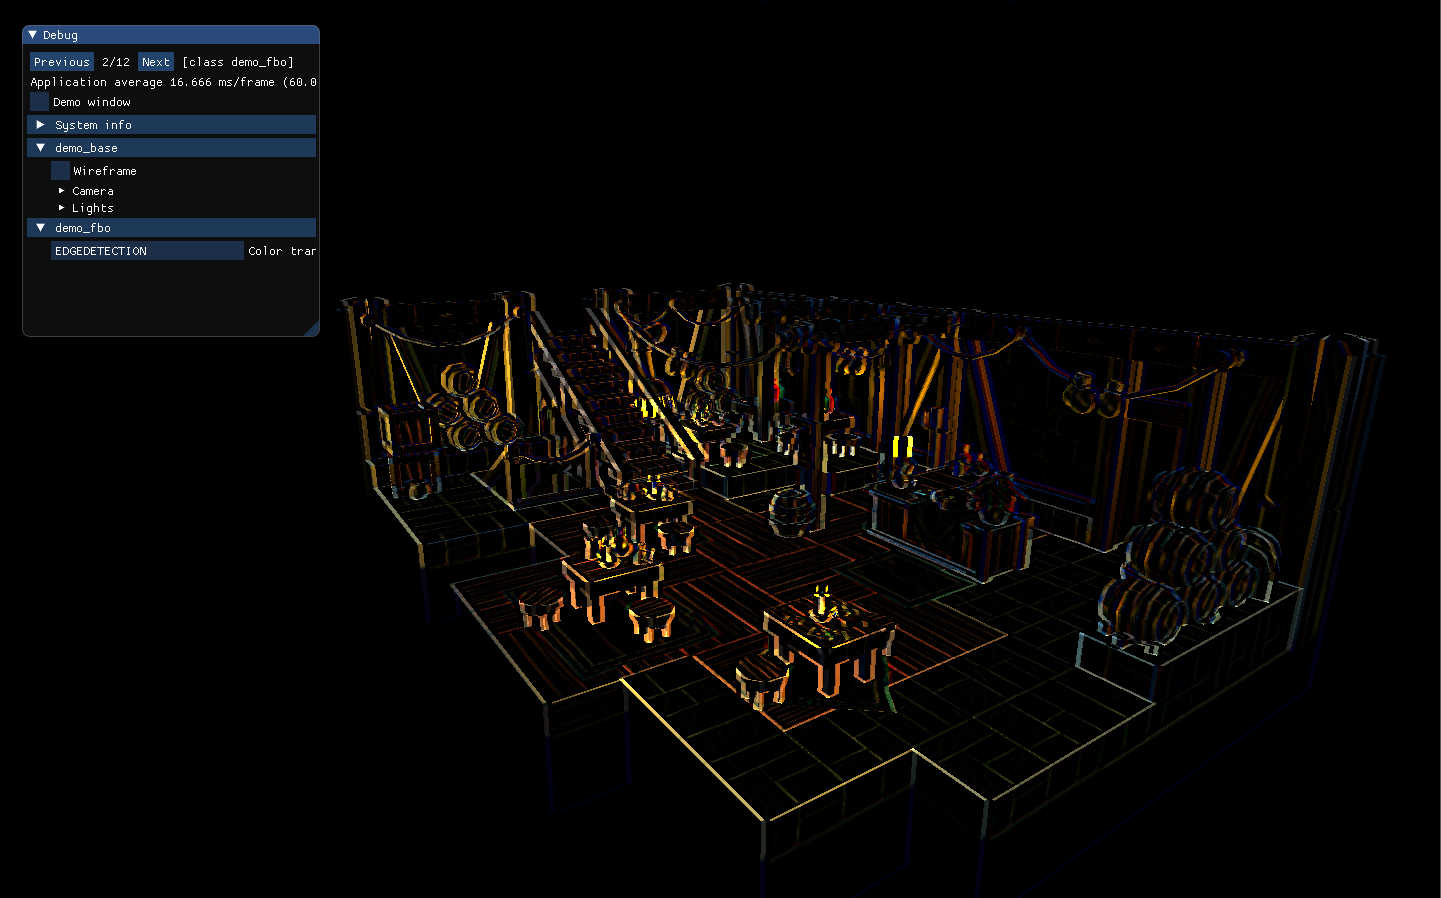 Debug
Previous 2/12 Next [class demo_fbo]
Application average 16.666 ms/frame (60.0
Demo window
System info
demo_base
Wireframe
Camera
Lights
demo_fbo
EDGEDETECTION Color tran